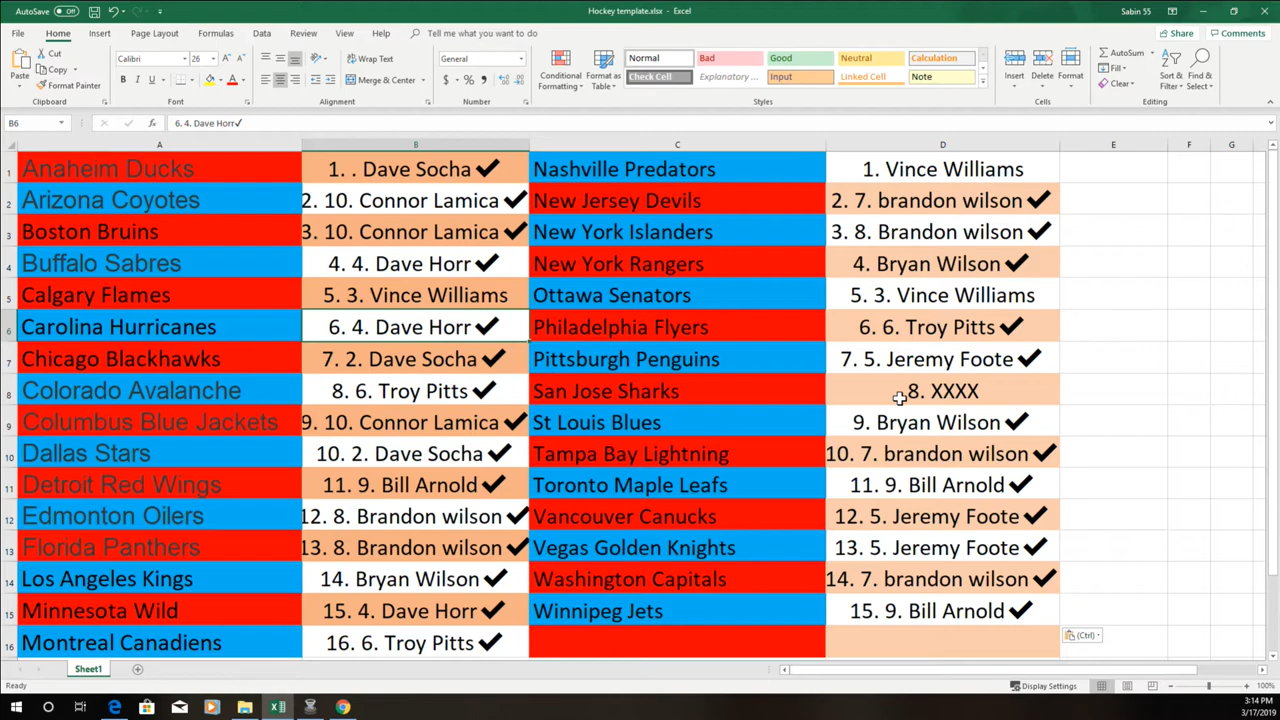 AutoSave Off
Hockey template.xlsx - Excel
Sabin 55
File Home Insert Page Layout Formulas Data Review View Help Tell me what you want to do
Share Comments
Paste
Cut
Copy
Format Painter
Clipboard
Calibri 26
B I U
Font
Wrap Text
Merge & Center
Alignment
General
$ % ,
Number
Conditional Formatting
Format as Table
Normal Bad Good Neutral Calculation
Check Cell Explanatory ... Input Linked Cell Note
Styles
Insert Delete Format
Cells
AutoSum
Fill
Clear
Sort & Filter
Find & Select
Editing
B6
fx 6. 4. Dave Horr✓
A B C D E F G
1 Anaheim Ducks 1. . Dave Socha ✓ Nashville Predators 1. Vince Williams
2 Arizona Coyotes 2. 10. Connor Lamica ✓ New Jersey Devils 2. 7. brandon wilson ✓
3 Boston Bruins 3. 10. Connor Lamica ✓ New York Islanders 3. 8. Brandon wilson ✓
4 Buffalo Sabres 4. 4. Dave Horr ✓ New York Rangers 4. Bryan Wilson ✓
5 Calgary Flames 5. 3. Vince Williams Ottawa Senators 5. 3. Vince Williams
6 Carolina Hurricanes 6. 4. Dave Horr ✓ Philadelphia Flyers 6. 6. Troy Pitts ✓
7 Chicago Blackhawks 7. 2. Dave Socha ✓ Pittsburgh Penguins 7. 5. Jeremy Foote ✓
8 Colorado Avalanche 8. 6. Troy Pitts ✓ San Jose Sharks 8. XXXX
9 Columbus Blue Jackets 9. 10. Connor Lamica ✓ St Louis Blues 9. Bryan Wilson ✓
10 Dallas Stars 10. 2. Dave Socha ✓ Tampa Bay Lightning 10. 7. brandon wilson ✓
11 Detroit Red Wings 11. 9. Bill Arnold ✓ Toronto Maple Leafs 11. 9. Bill Arnold ✓
12 Edmonton Oilers 12. 8. Brandon wilson ✓ Vancouver Canucks 12. 5. Jeremy Foote ✓
13 Florida Panthers 13. 8. Brandon wilson ✓ Vegas Golden Knights 13. 5. Jeremy Foote ✓
14 Los Angeles Kings 14. Bryan Wilson ✓ Washington Capitals 14. 7. brandon wilson ✓
15 Minnesota Wild 15. 4. Dave Horr ✓ Winnipeg Jets 15. 9. Bill Arnold ✓
16 Montreal Canadiens 16. 6. Troy Pitts ✓
(Ctrl)
Sheet1
Ready
Display Settings
100%
3:14 PM
3/17/2019